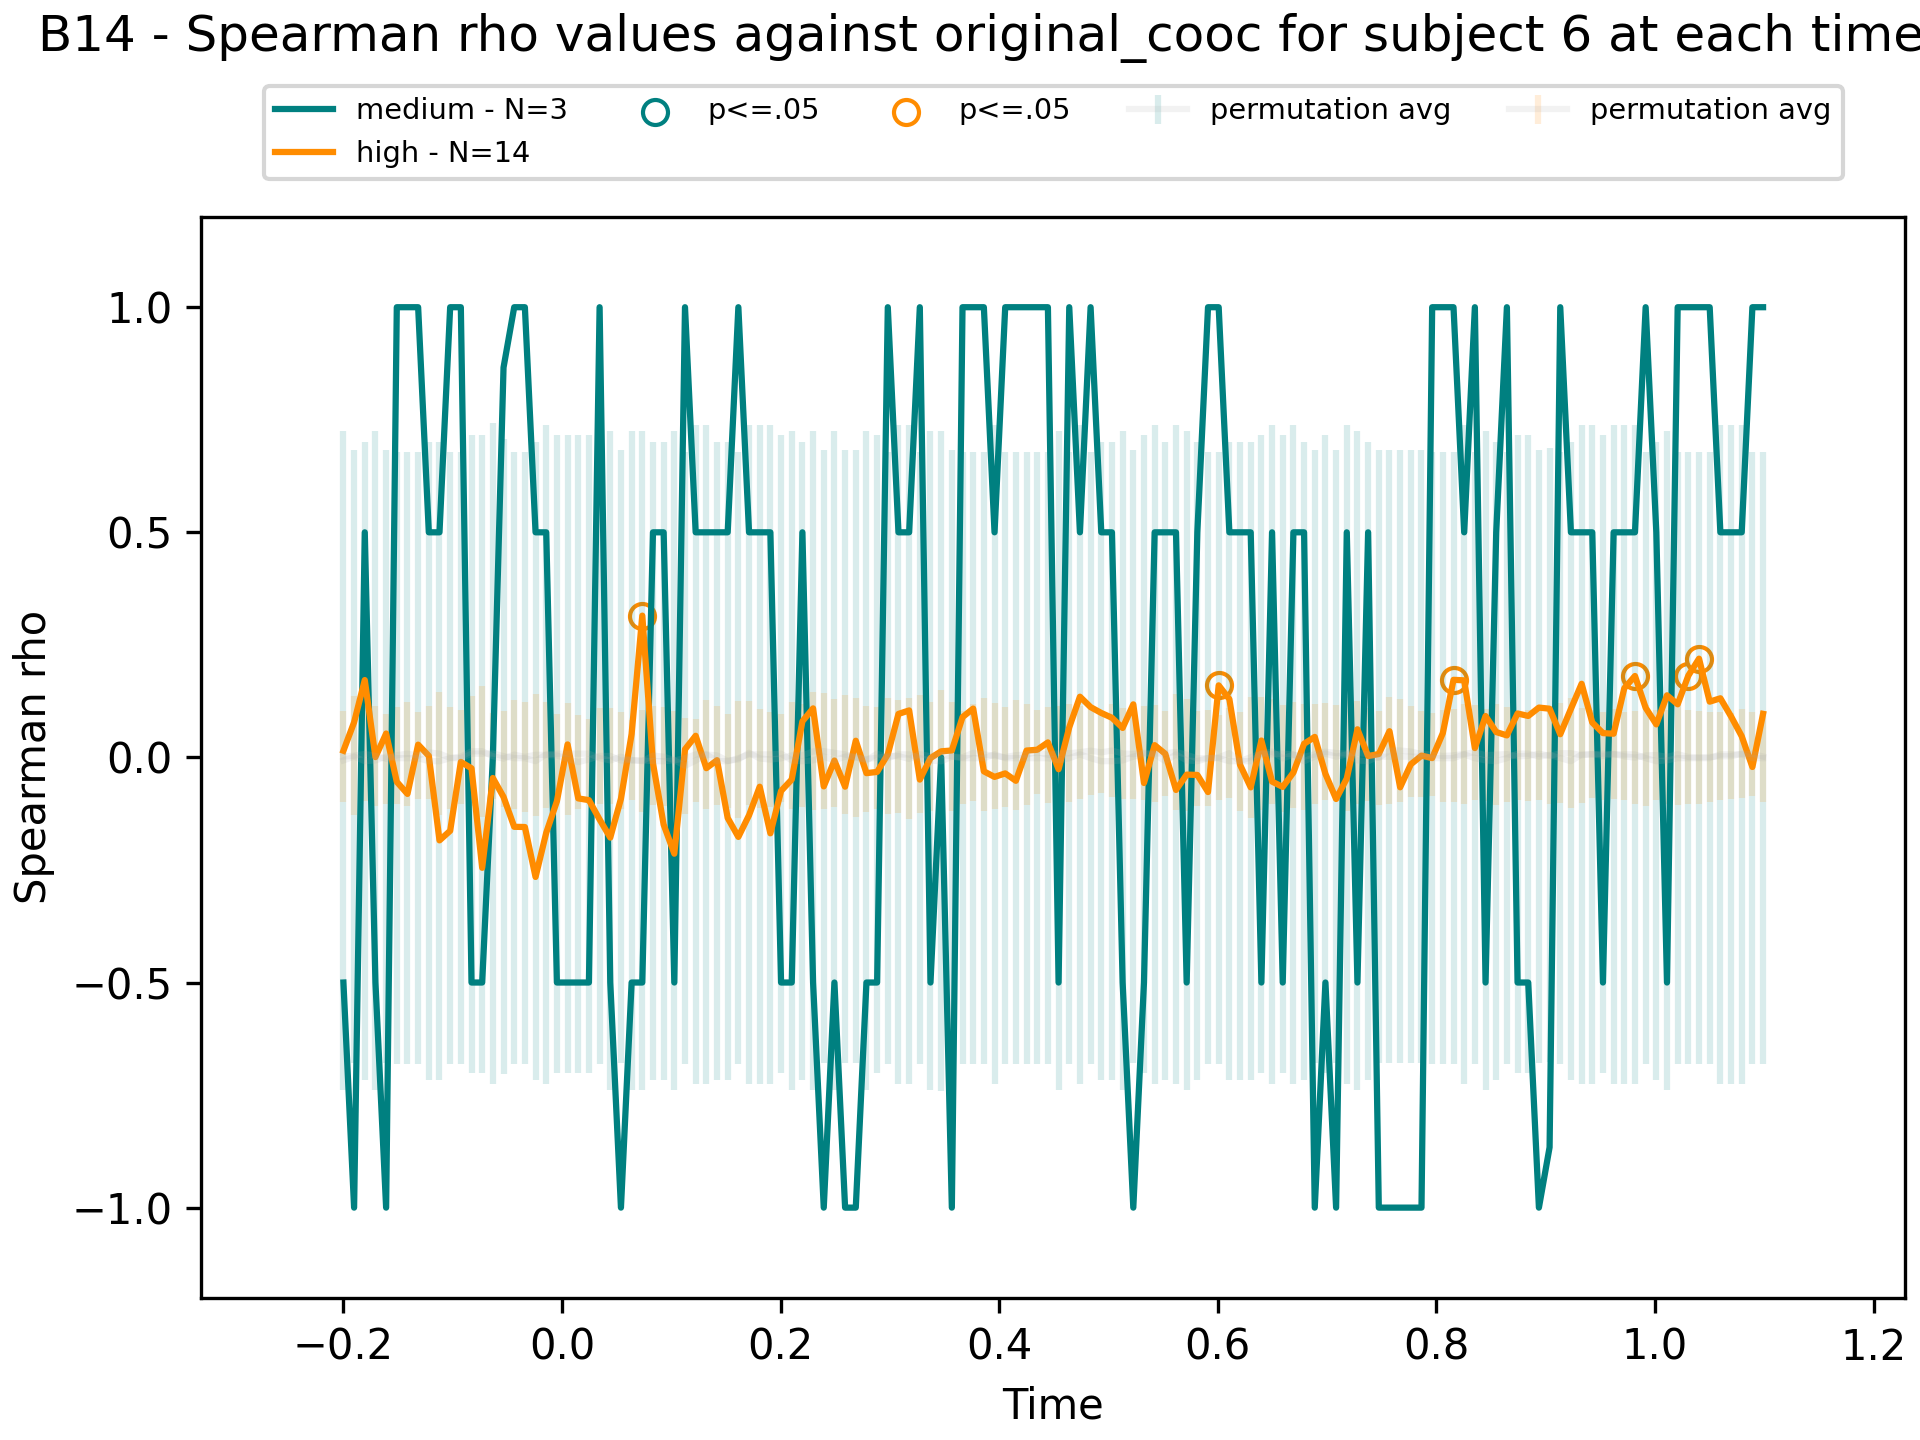 B14 - Spearman rho values against original_cooc for subject 6 at each time
medium - N=3
high - N=14
p<=.05
p<=.05
permutation avg
permutation avg
Spearman rho
1.0
0.5
0.0
−0.5
−1.0
−0.2 0.0 0.2 0.4 0.6 0.8 1.0 1.2
Time